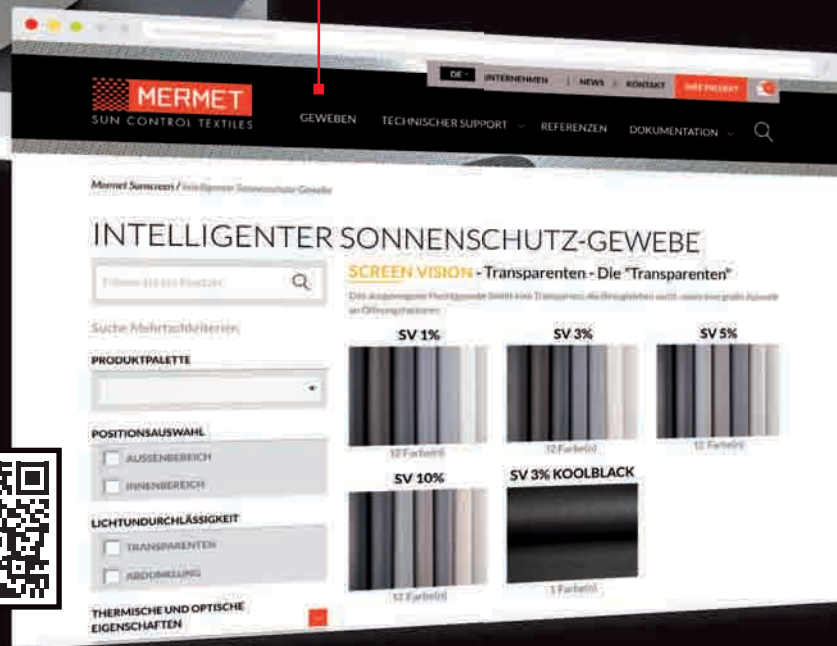 DE
UNTERNEHMEN | NEWS | KONTAKT
MERMET
SUN CONTROL TEXTILES
GEWEBEN TECHNISCHER SUPPORT REFERENZEN DOKUMENTATION
Mermet Sunscreen / Intelligenter Sonnenschutz-Gewebe
INTELLIGENTER SONNENSCHUTZ-GEWEBE
SCREEN VISION - Transparenten - Die "Transparenten"
Suche Mehrfachkriterien
PRODUKTPALETTE
POSITIONSAUSWAHL
AUSSENBEREICH
INNENBEREICH
LICHTUNDURCHLÄSSIGKEIT
TRANSPARENTEN
ABDUNKLUNG
THERMISCHE UND OPTISCHE
EIGENSCHAFTEN
SV 1%
12 Farbe(n)
SV 3%
12 Farbe(n)
SV 5%
12 Farbe(n)
SV 10%
12 Farbe(n)
SV 3% KOOLBLACK
1 Farbe(n)